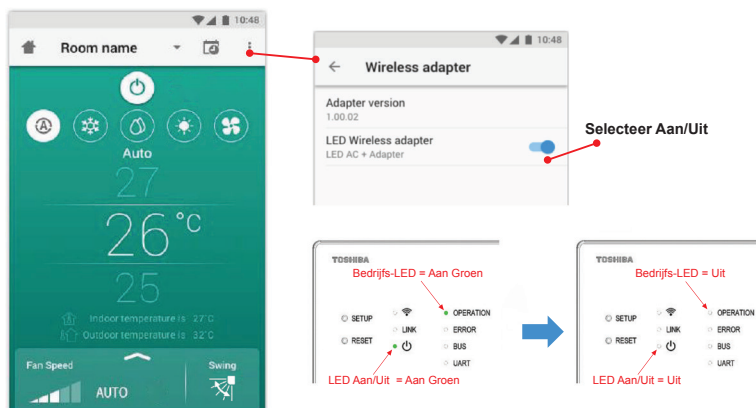 10:48
Room name
A
Auto
27
26°C
25
Indoor temperature is 27°C
Outdoor temperature is 32°C
Fan Speed
Swing
AUTO
10:48
Wireless adapter
Adapter version
1.00.02
LED Wireless adapter
LED AC + Adapter
Selecteer Aan/Uit
TOSHIBA
Bedrijfs-LED = Aan Groen
SETUP
OPERATION
LINK
ERROR
RESET
BUS
UART
LED Aan/Uit = Aan Groen
TOSHIBA
Bedrijfs-LED = Uit
SETUP
OPERATION
LINK
ERROR
RESET
BUS
UART
LED Aan/Uit = Uit